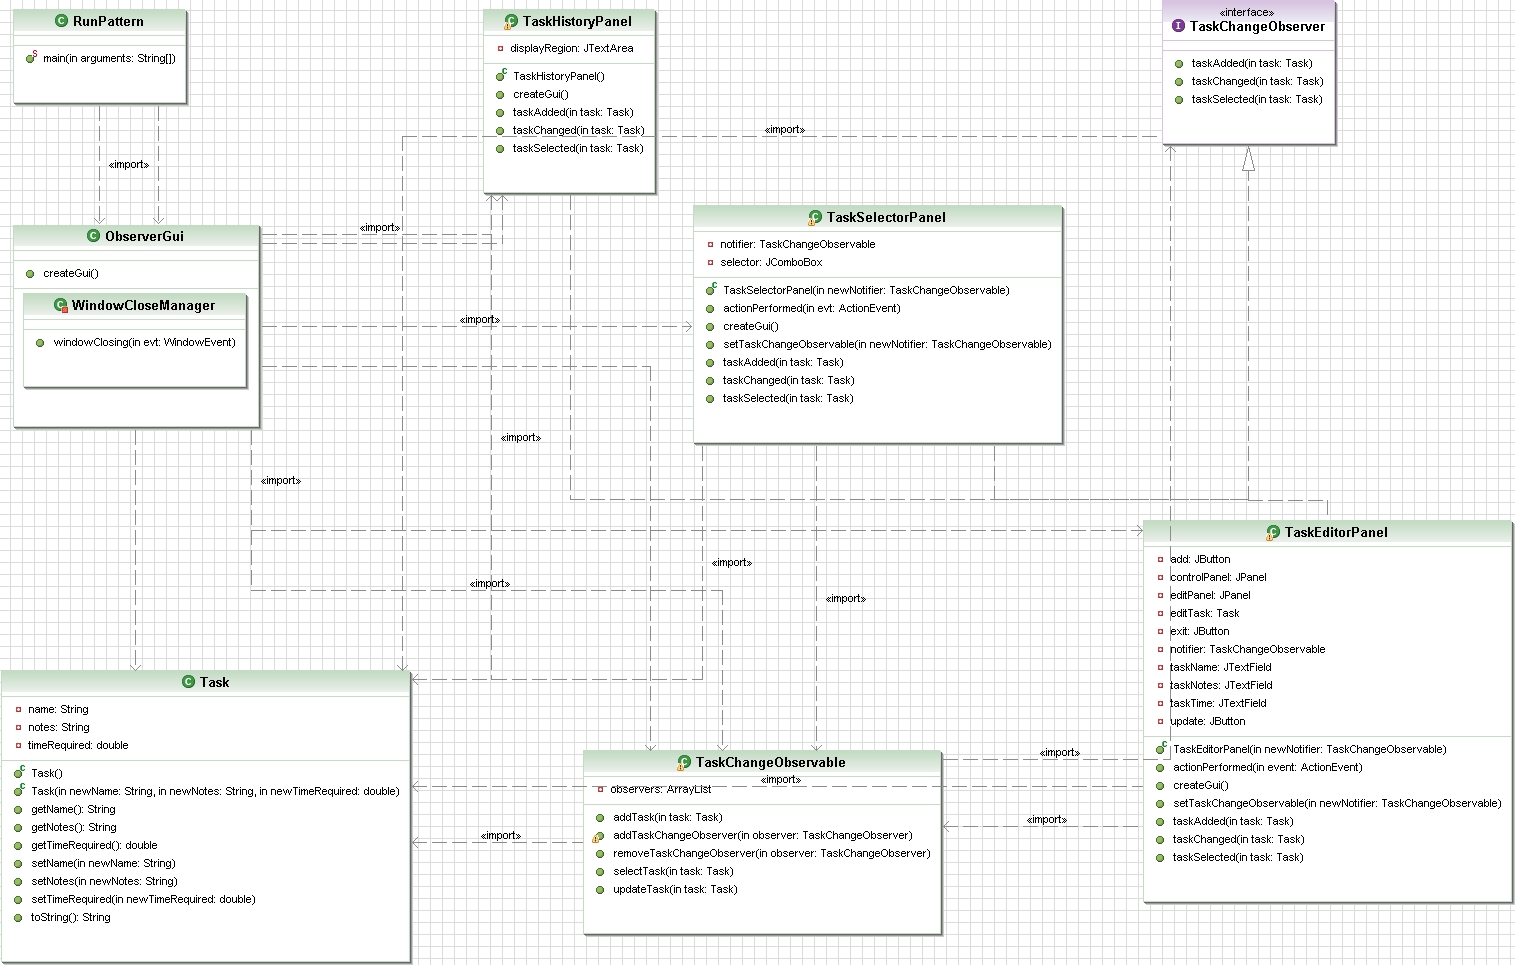 RunPattern
main(in arguments: String[])
TaskHistoryPanel
displayRegion: JTextArea
TaskHistoryPanel()
createGui()
taskAdded(in task: Task)
taskChanged(in task: Task)
taskSelected(in task: Task)
«interface»
TaskChangeObserver
taskAdded(in task: Task)
taskChanged(in task: Task)
taskSelected(in task: Task)
«import»
«import»
«import»
ObserverGui
createGui()
WindowCloseManager
windowClosing(in evt: WindowEvent)
TaskSelectorPanel
notifier: TaskChangeObservable
selector: JComboBox
TaskSelectorPanel(in newNotifier: TaskChangeObservable)
actionPerformed(in evt: ActionEvent)
createGui()
setTaskChangeObservable(in newNotifier: TaskChangeObservable)
taskAdded(in task: Task)
taskChanged(in task: Task)
taskSelected(in task: Task)
«import»
«import»
«import»
«import»
«import»
«import»
TaskEditorPanel
add: JButton
controlPanel: JPanel
editPanel: JPanel
editTask: Task
exit: JButton
notifier: TaskChangeObservable
taskName: JTextField
taskNotes: JTextField
taskTime: JTextField
update: JButton
TaskEditorPanel(in newNotifier: TaskChangeObservable)
actionPerformed(in event: ActionEvent)
createGui()
setTaskChangeObservable(in newNotifier: TaskChangeObservable)
taskAdded(in task: Task)
taskChanged(in task: Task)
taskSelected(in task: Task)
Task
name: String
notes: String
timeRequired: double
Task()
Task(in newName: String, in newNotes: String, in newTimeRequired: double)
getName(): String
getNotes(): String
getTimeRequired(): double
setName(in newName: String)
setNotes(in newNotes: String)
setTimeRequired(in newTimeRequired: double)
toString(): String
TaskChangeObservable
observers: ArrayList
addTask(in task: Task)
addTaskChangeObserver(in observer: TaskChangeObserver)
removeTaskChangeObserver(in observer: TaskChangeObserver)
selectTask(in task: Task)
updateTask(in task: Task)
«import»
«import»
«import»
«import»